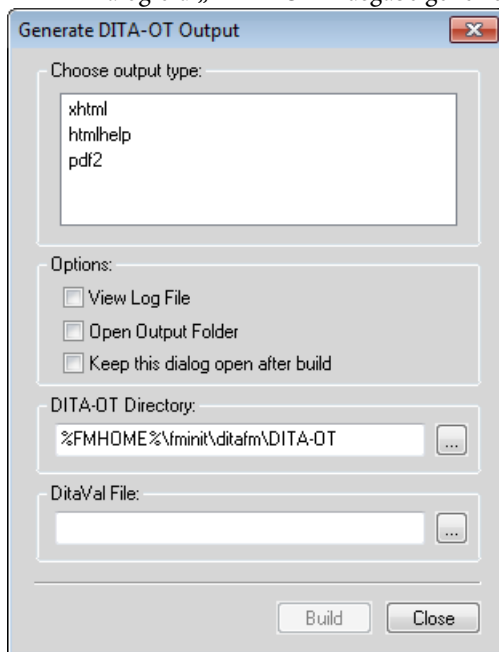 Generate DITA-OT Output
Choose output type:
xhtml
htmlhelp
pdf2
Options:
View Log File
Open Output Folder
Keep this dialog open after build
DITA-OT Directory:
%FMHOME%\fminit\ditafm\DITA-OT
...
DitaVal File:
...
Build
Close